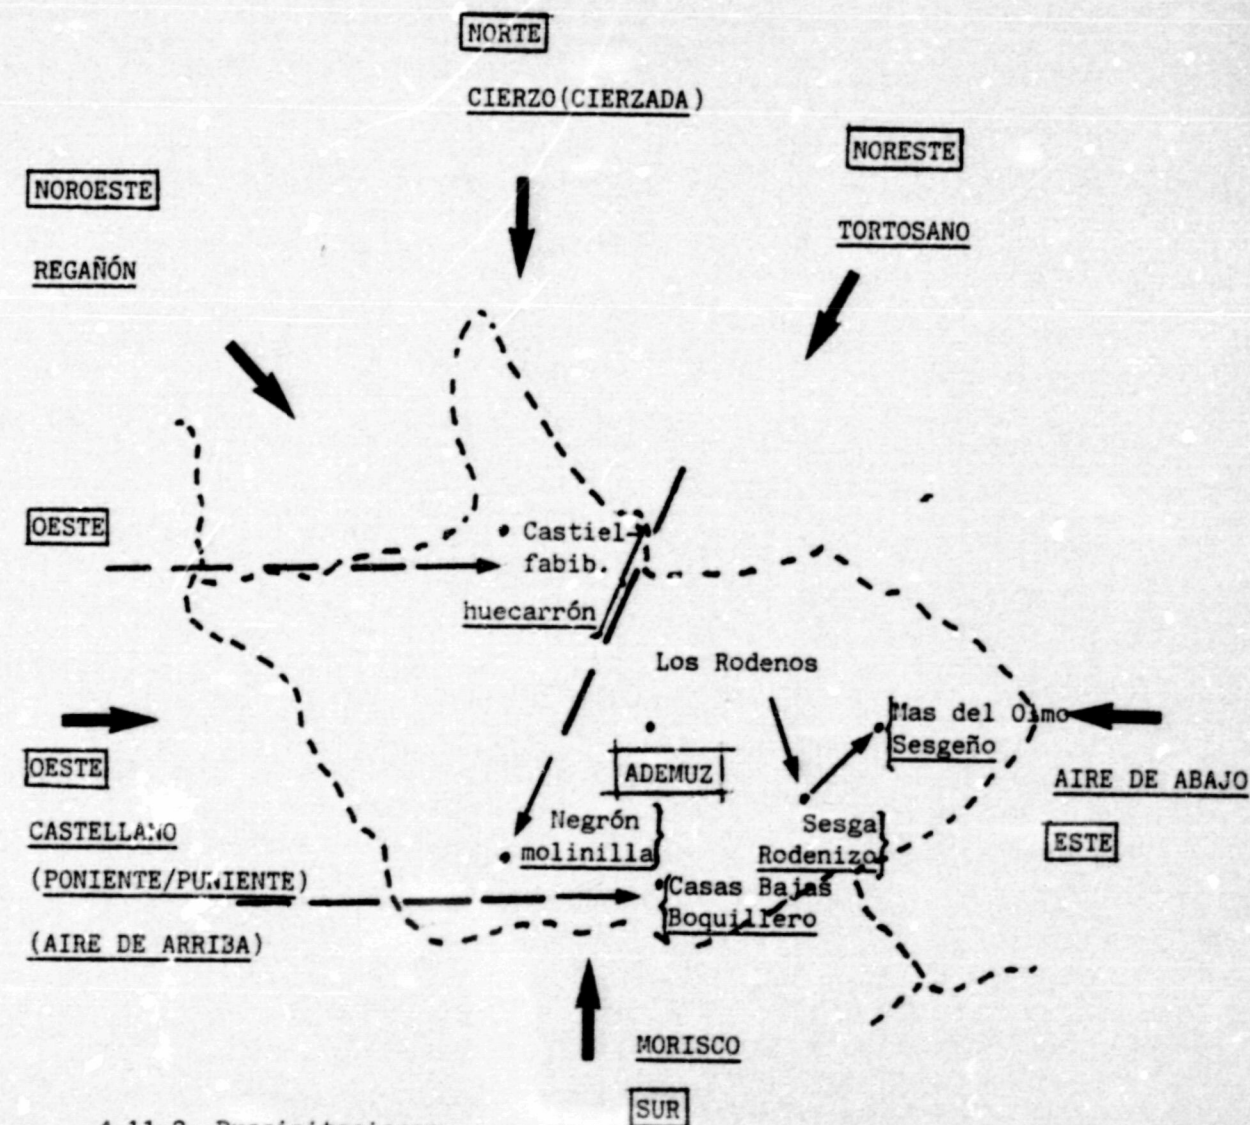 NORTE
CIERZO(CIERZADA)
NORESTE
TORTOSANO
NOROESTE
REGAÑÓN
OESTE
Castiel-
fabib.
huecarrón
Los Rodenos
Mas del Olmo
Sesgeño
ADEMUZ
OESTE
CASTELLANO
(PONIENTE/PUNIENTE)
(AIRE DE ARRIBA)
Negrón
molinilla
Sesga
Rodenizo
Casas Bajas
Boquillero
AIRE DE ABAJO
ESTE
MORISCO
SUR